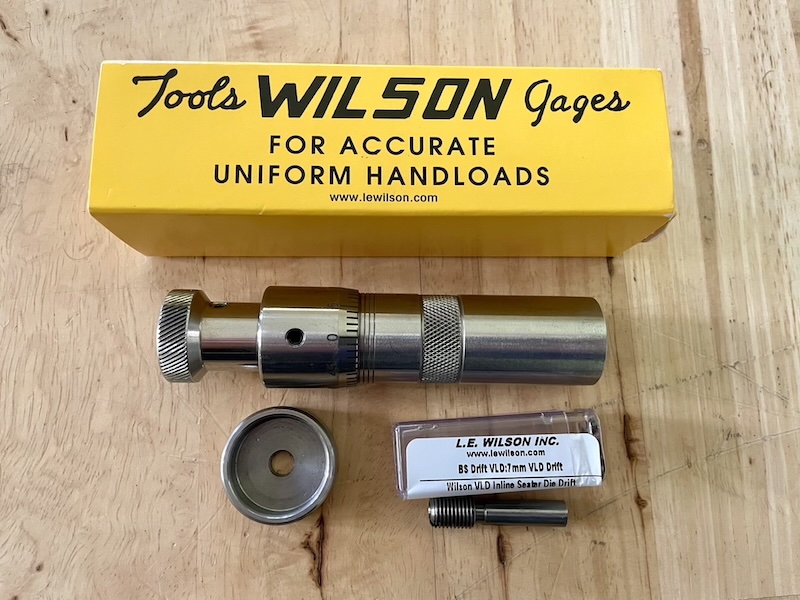 Tools WILSON Gages
FOR ACCURATE
UNIFORM HANDLOADS
www.lewilson.com
0
L.E. WILSON INC.
www.lewilson.com
BS Drift VLD:7mm VLD Drift
Wilson VLD Inline Seater Die Drift